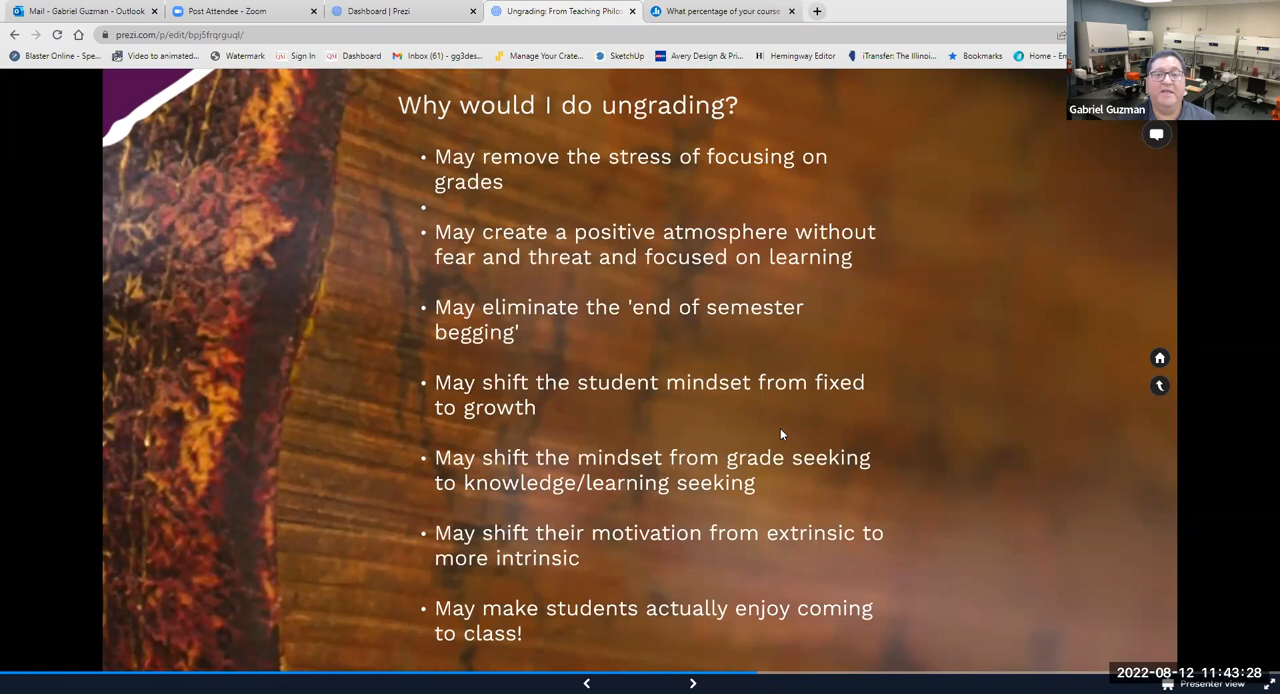 Mail - Gabriel Guzman - Outlook
Post Attendee - Zoom
Dashboard | Prezi
Ungrading: From Teaching Philos
What percentage of your course
prezi.com/p/edit/bpj5frqrguql/
Blaster Online - Spe...
Video to animated...
Watermark
Sign In
Dashboard
Inbox (61) - gg3des...
Manage Your Crate...
SketchUp
Avery Design & Pri...
Hemingway Editor
iTransfer: The Illinoi...
Bookmarks
Home - En
Gabriel Guzman
Why would I do ungrading?
• May remove the stress of focusing on
grades
•
• May create a positive atmosphere without
fear and threat and focused on learning
• May eliminate the 'end of semester
begging'
• May shift the student mindset from fixed
to growth
• May shift the mindset from grade seeking
to knowledge/learning seeking
• May shift their motivation from extrinsic to
more intrinsic
• May make students actually enjoy coming
to class!
2022-08-12 11:43:28
Presenter view